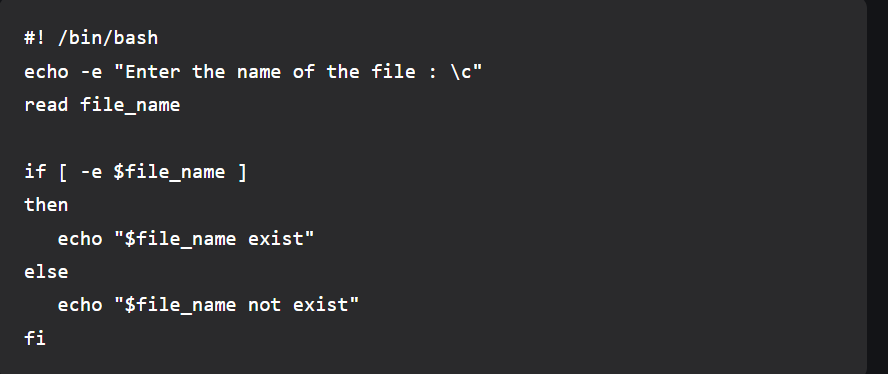 #! /bin/bash
echo -e "Enter the name of the file : \c"
read file_name

if [ -e $file_name ]
then
   echo "$file_name exist"
else
   echo "$file_name not exist"
fi